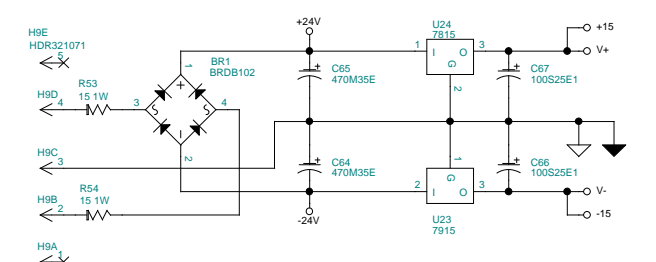 +24V
U24
7815
+15
H9E
HDR321071
5
BR1
BRDB102
1
1
I
O
3
V+
C65
470M35E
C67
100S25E1
R53
15 1W
G
2
H9D
4
3
4
2
H9C
3
C64
470M35E
1
G
C66
100S25E1
R54
15 1W
2
I
O
3
V-
H9B
2
U23
7915
-24V
-15
H9A
1